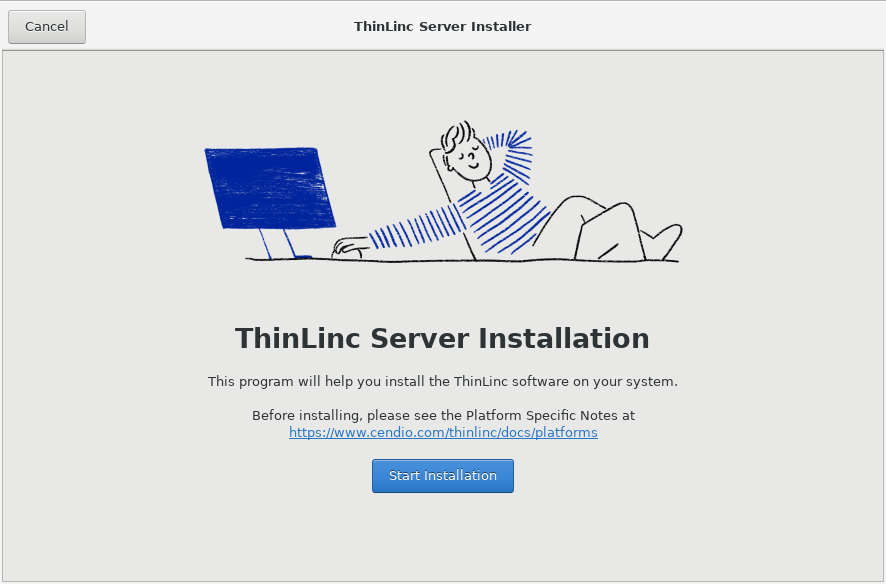 Cancel
ThinLinc Server Installer
ThinLinc Server Installation
This program will help you install the ThinLinc software on your system.
Before installing, please see the Platform Specific Notes at
https://www.cendio.com/thinlinc/docs/platforms
Start Installation